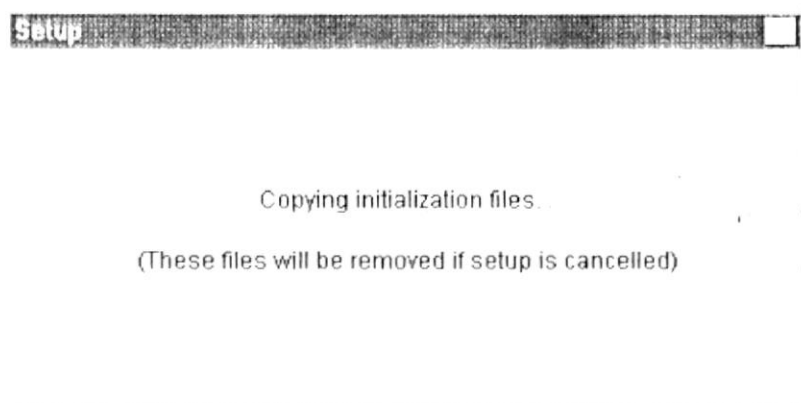 Setup
Copying initialization files...
(These files will be removed if setup is cancelled)